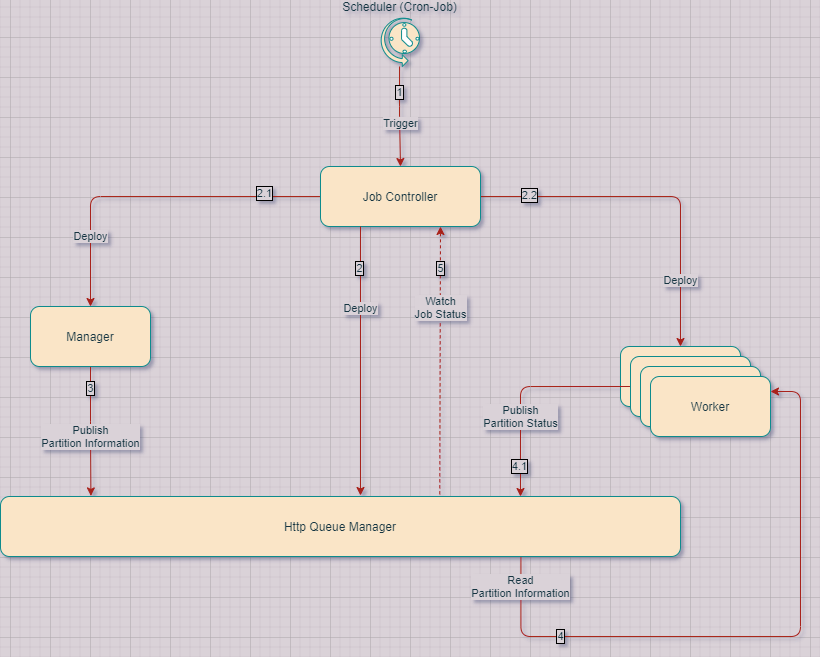 Scheduler (Cron-Job)
1
Trigger
2.1
Job Controller
2.2
Deploy
2
5
Deploy
Deploy
Watch
Job Status
Manager
3
Worker
Publish
Partition Information
Publish
Partition Status
4.1
Http Queue Manager
Read
Partition Information
4